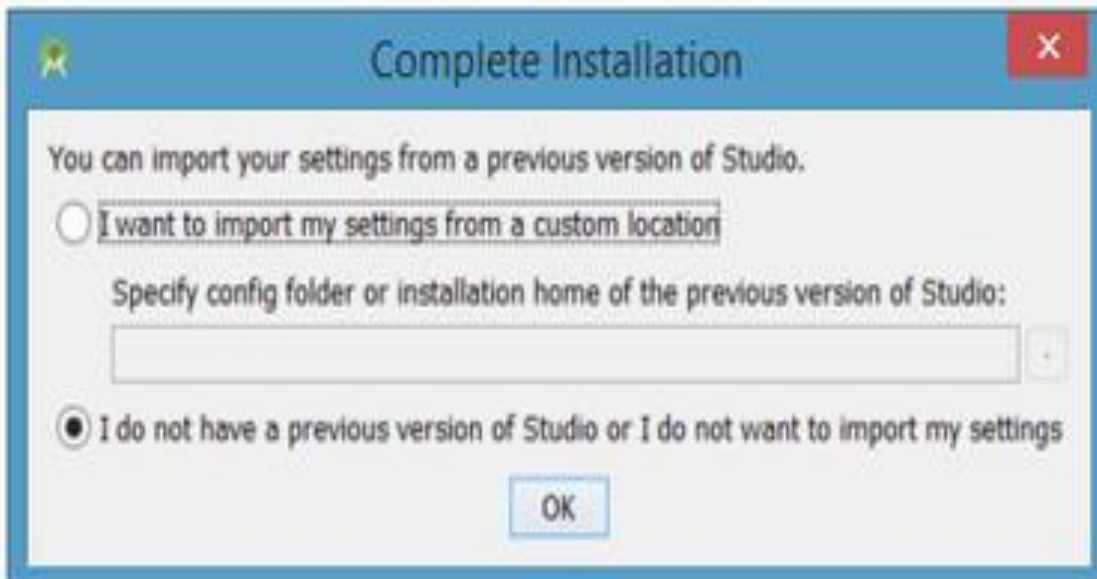 Complete Installation
You can import your settings from a previous version of Studio.
I want to import my settings from a custom location
Specify config folder or installation home of the previous version of Studio:
I do not have a previous version of Studio or I do not want to import my settings
OK